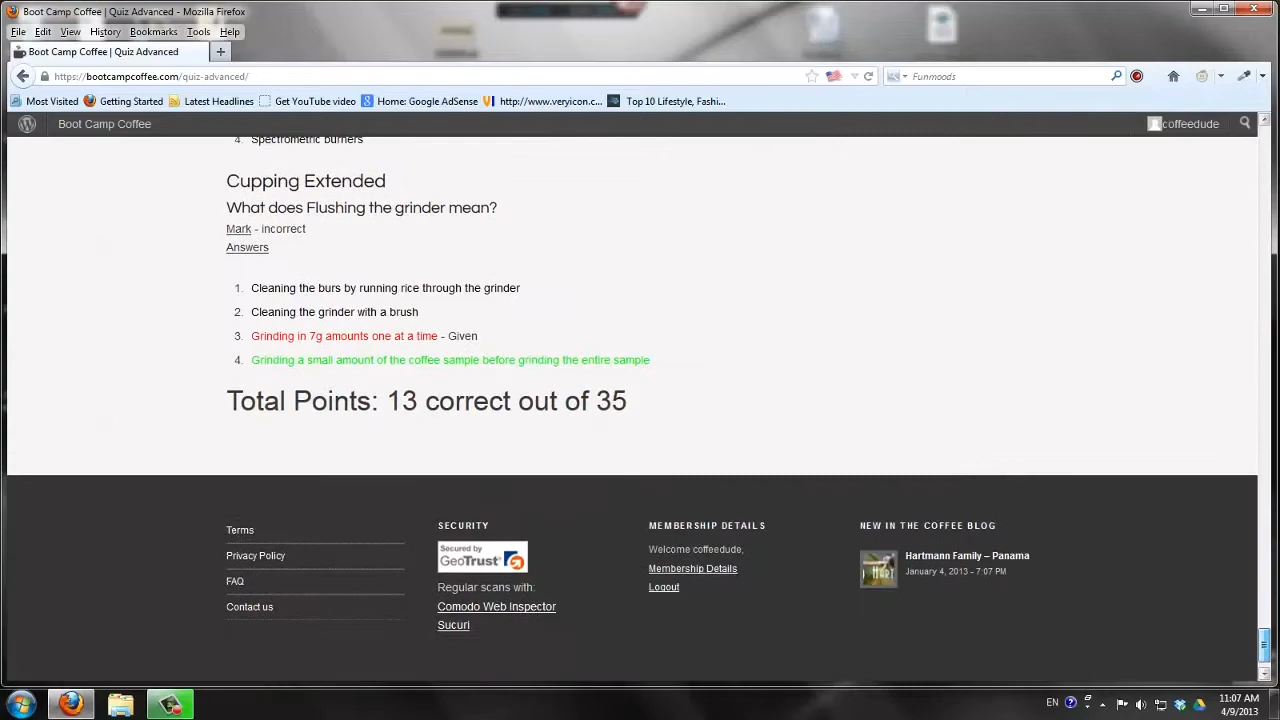 Boot Camp Coffee | Quiz Advanced - Mozilla Firefox
File Edit View History Bookmarks Tools Help
Boot Camp Coffee | Quiz Advanced
https://bootcampcoffee.com/quiz-advanced/
Funmoods
Most Visited Getting Started Latest Headlines Get YouTube video Home: Google AdSense http://www.veryicon.c... Top 10 Lifestyle, Fashi...
Boot Camp Coffee
coffeedude
4. Spectrometric burners
Cupping Extended
What does Flushing the grinder mean?
Mark - incorrect
Answers
1. Cleaning the burs by running rice through the grinder
2. Cleaning the grinder with a brush
3. Grinding in 7g amounts one at a time - Given
4. Grinding a small amount of the coffee sample before grinding the entire sample
Total Points: 13 correct out of 35
Terms
Privacy Policy
FAQ
Contact us
SECURITY
Secured by
GeoTrust
Regular scans with:
Comodo Web Inspector
Sucuri
MEMBERSHIP DETAILS
Welcome coffeedude,
Membership Details
Logout
NEW IN THE COFFEE BLOG
Hartmann Family – Panama
January 4, 2013 - 7:07 PM
HART
EN
11:07 AM
4/9/2013